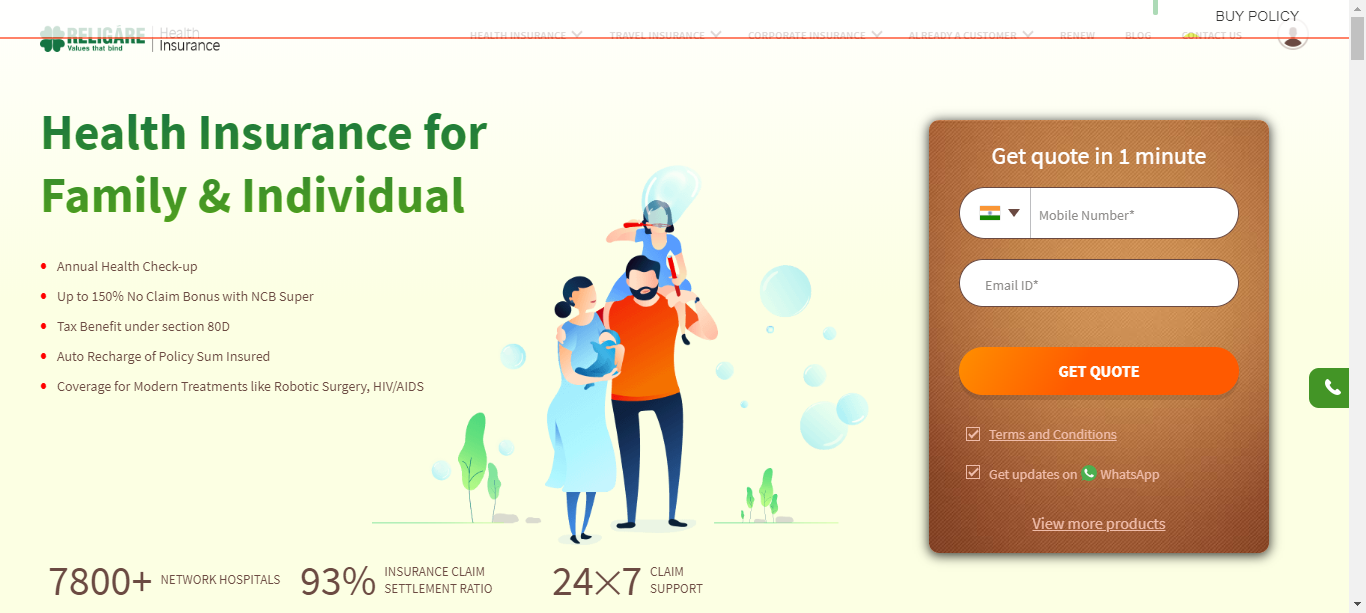 BUY POLICY
RELIGARE
Values that bind
Health
Insurance
HEALTH INSURANCE TRAVEL INSURANCE CORPORATE INSURANCE ALREADY A CUSTOMER RENEW BLOG CONTACT US
Health Insurance for
Family & Individual
Annual Health Check-up
Up to 150% No Claim Bonus with NCB Super
Tax Benefit under section 80D
Auto Recharge of Policy Sum Insured
Coverage for Modern Treatments like Robotic Surgery, HIV/AIDS
7800+ NETWORK HOSPITALS
93% INSURANCE CLAIM
SETTLEMENT RATIO
24×7 CLAIM
SUPPORT
Get quote in 1 minute
Mobile Number*
Email ID*
GET QUOTE
Terms and Conditions
Get updates on WhatsApp
View more products